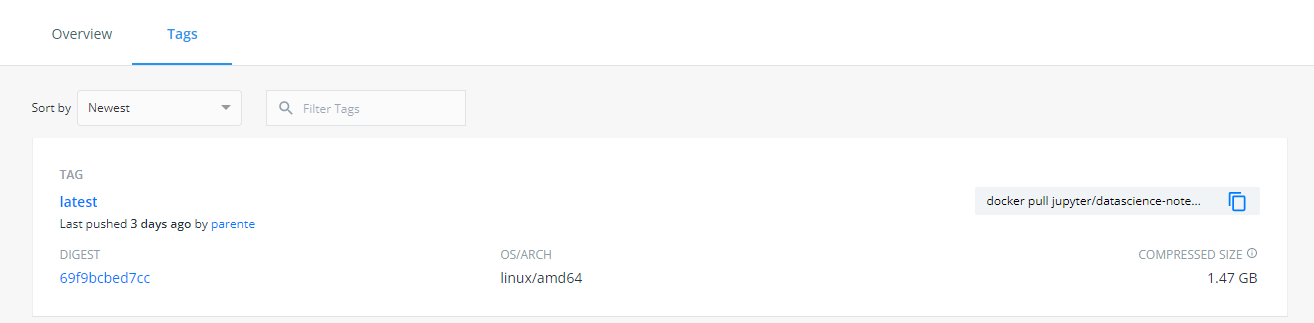 Overview Tags
Sort by Newest Filter Tags
TAG
latest
docker pull jupyter/datascience-note...
Last pushed 3 days ago by parente
DIGEST OS/ARCH COMPRESSED SIZE
69f9bcbed7cc linux/amd64 1.47 GB